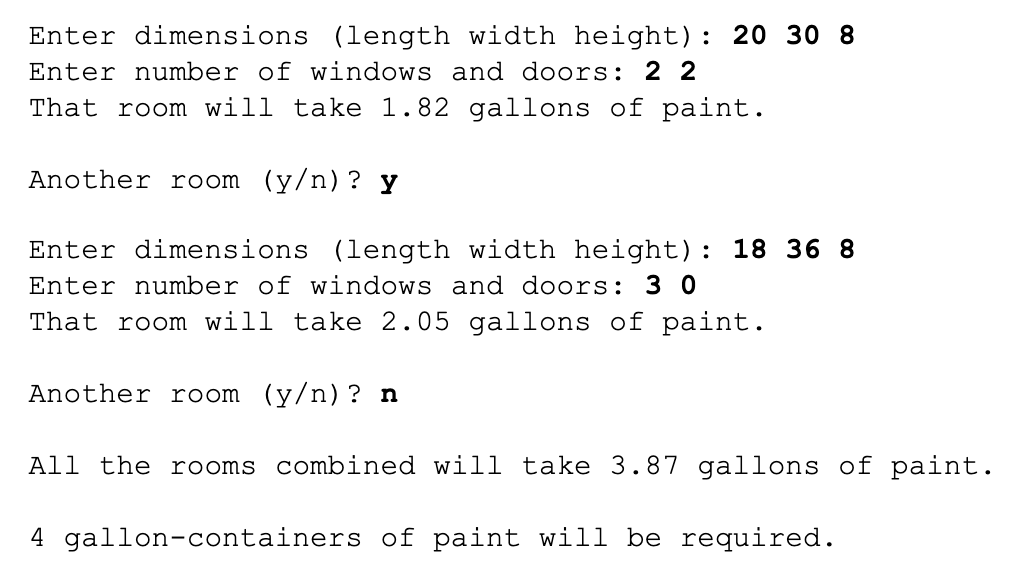 Enter dimensions (length width height): 20 30 8
Enter number of windows and doors: 2 2
That room will take 1.82 gallons of paint.
Another room (y/n)? y
Enter dimensions (length width height): 18 36 8
Enter number of windows and doors: 3 0
That room will take 2.05 gallons of paint.
Another room (y/n)? n
All the rooms combined will take 3.87 gallons of paint.
4 gallon-containers of paint will be required.